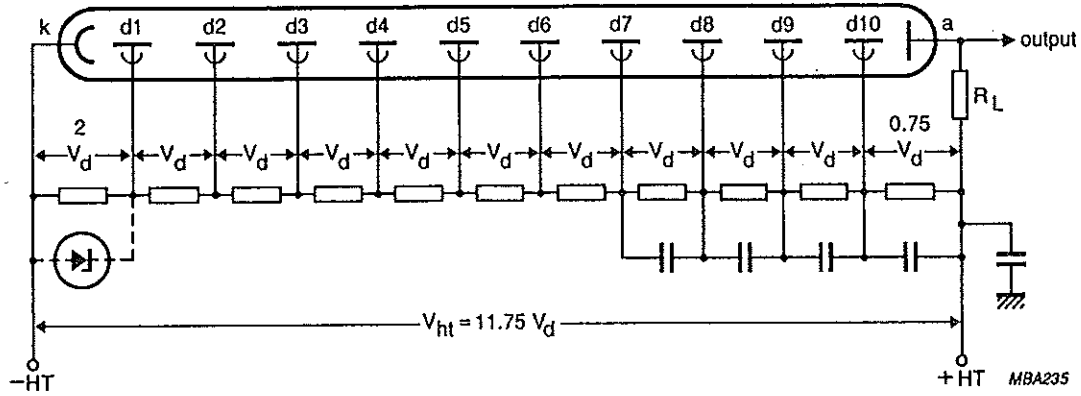 k d1 d2 d3 d4 d5 d6 d7 d8 d9 d10 a
output
R_L
2 0.75
V_d V_d V_d V_d V_d V_d V_d V_d V_d V_d V_d
V_ht = 11.75 V_d
−HT +HT MBA235